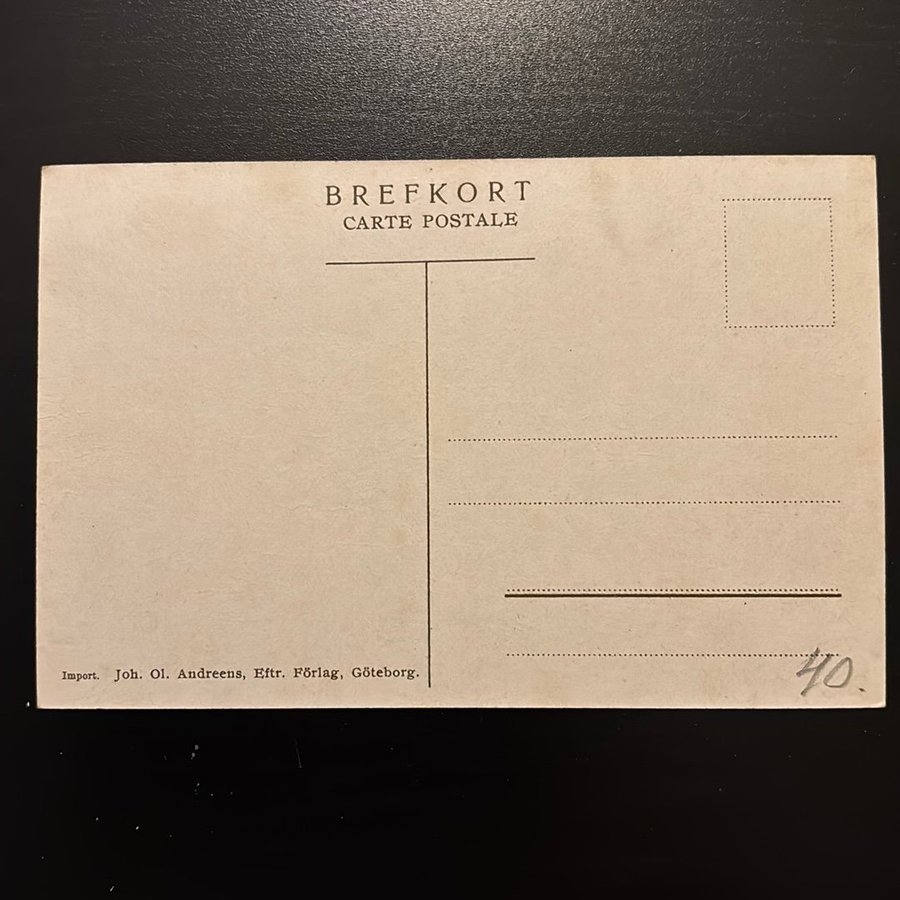 BREFKORT
CARTE POSTALE
Import. Joh. Ol. Andreens, Eftr. Förlag, Göteborg.
40.